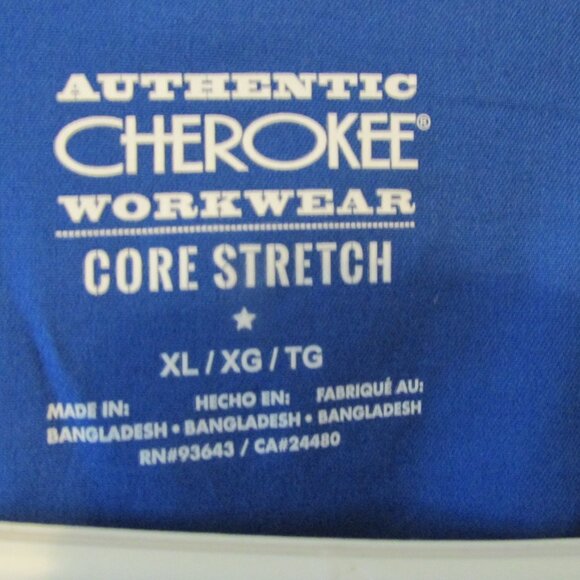 AUTHENTIC
CHEROKEE®
WORKWEAR
CORE STRETCH
XL / XG / TG
MADE IN: HECHO EN: FABRIQUÉ AU:
BANGLADESH • BANGLADESH • BANGLADESH
RN#93643 / CA#24480